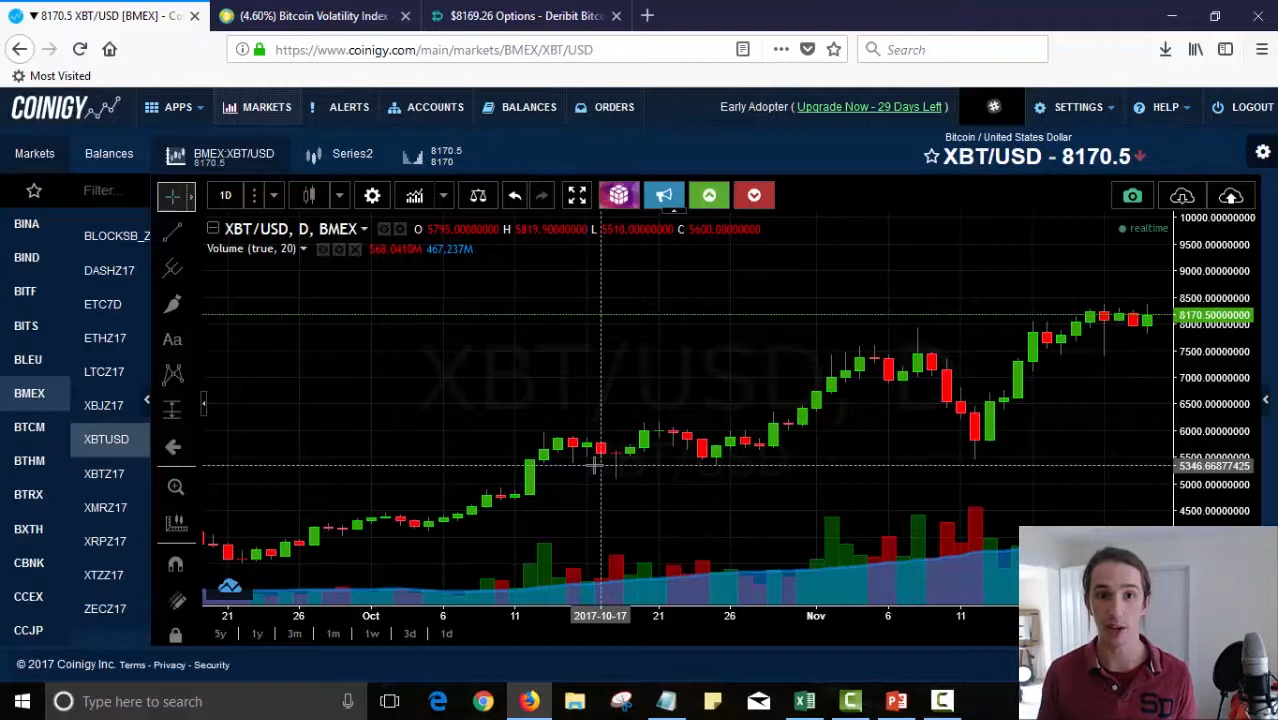 ▼ 8170.5 XBT/USD [BMEX] - Co
(4.60%) Bitcoin Volatility Index
$8169.26 Options - Deribit Bitco
https://www.coinigy.com/main/markets/BMEX/XBT/USD
Search
Most Visited
COINIGY
APPS
MARKETS
ALERTS
ACCOUNTS
BALANCES
ORDERS
Early Adopter ( Upgrade Now - 29 Days Left )
SETTINGS
HELP
LOGOUT
Markets
Balances
BMEX:XBT/USD
8170.5
Series2
8170.5
8170
Bitcoin / United States Dollar
XBT/USD - 8170.5
Filter...
1D
BINA
BIND
BITF
BITS
BLEU
BMEX
BTCM
BTHM
BTRX
BXTH
CBNK
CCEX
CCJP
BLOCKSB_Z
DASHZ17
ETC7D
ETHZ17
LTCZ17
XBJZ17
XBTUSD
XBTZ17
XMRZ17
XRPZ17
XTZZ17
ZECZ17
XBT/USD, D, BMEX
O 5795.00000000 H 5819.90000000 L 5510.00000000 C 5600.00000000
Volume (true, 20)
568.0410M 467.237M
realtime
XBT/USD, D
10000.00000000
9500.00000000
9000.00000000
8500.00000000
8170.50000000
8000.00000000
7500.00000000
7000.00000000
6500.00000000
6000.00000000
5346.66877425
5000.00000000
4500.00000000
21
26
Oct
6
11
2017-10-17
21
26
Nov
6
11
5y
1y
3m
1m
1w
3d
1d
© 2017 Coinigy Inc. Terms - Privacy - Security
Type here to search